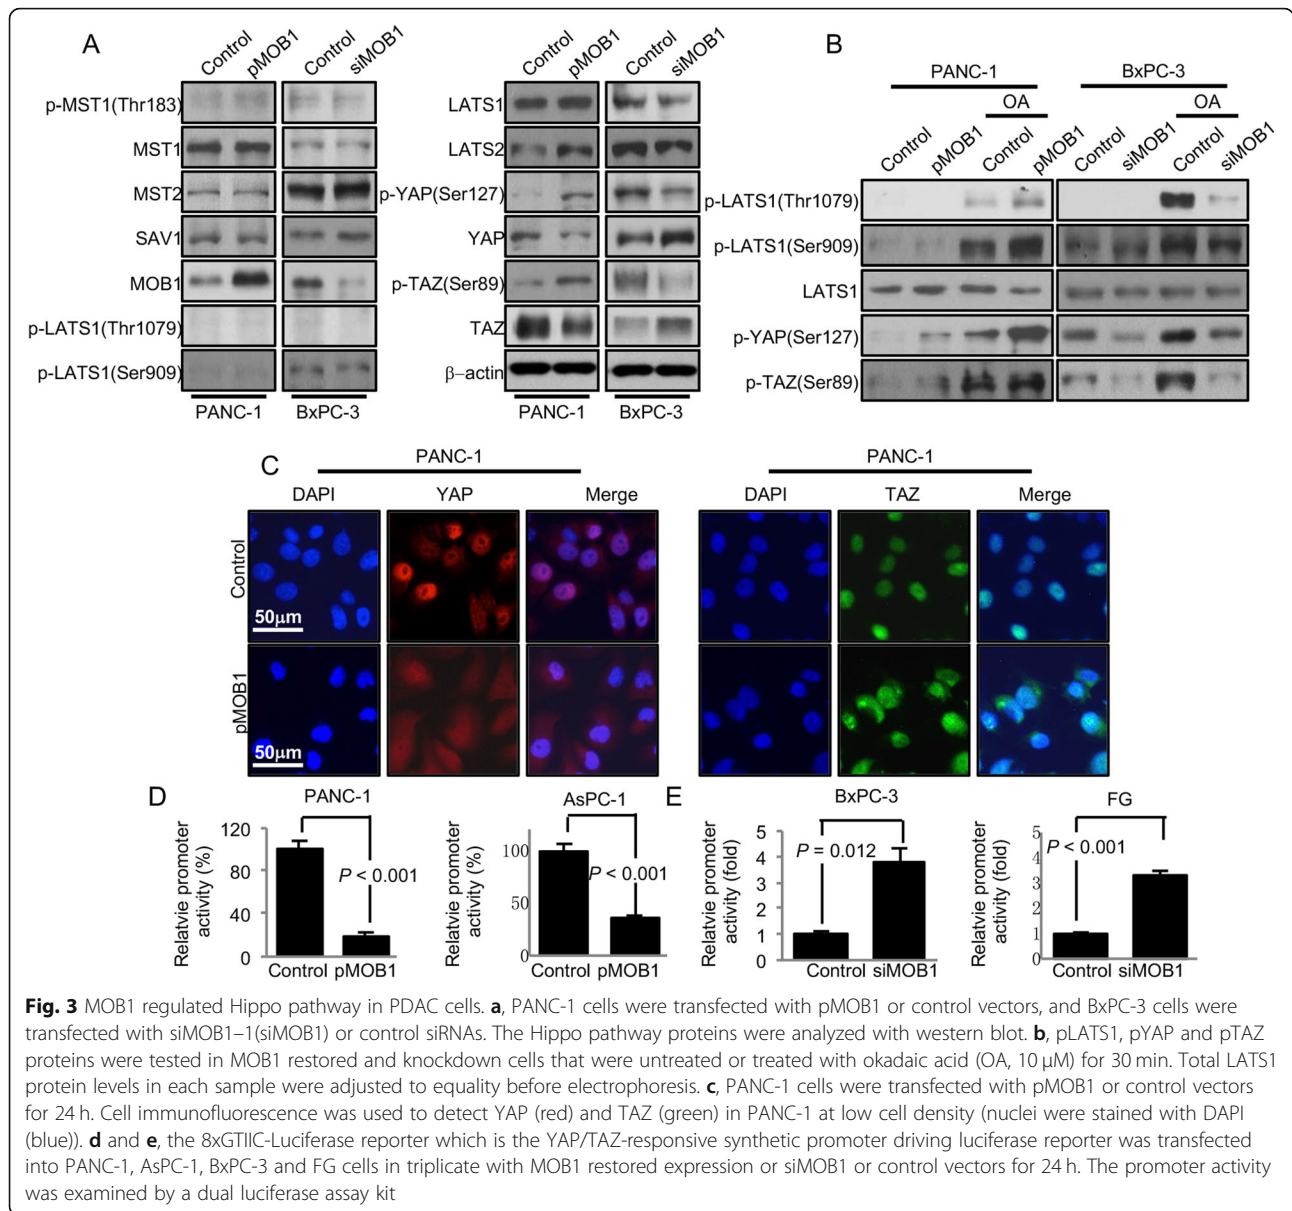 A
Control
pMOB1
Control
siMOB1
p-MST1(Thr183)
MST1
MST2
SAV1
MOB1
p-LATS1(Thr1079)
p-LATS1(Ser909)
PANC-1
BxPC-3
Control
pMOB1
Control
siMOB1
LATS1
LATS2
p-YAP(Ser127)
YAP
p-TAZ(Ser89)
TAZ
β–actin
PANC-1
BxPC-3
B
PANC-1
BxPC-3
OA
OA
Control
pMOB1
Control
pMOB1
Control
siMOB1
Control
siMOB1
p-LATS1(Thr1079)
p-LATS1(Ser909)
LATS1
p-YAP(Ser127)
p-TAZ(Ser89)
C
PANC-1
PANC-1
DAPI YAP Merge
DAPI TAZ Merge
Control
50μm
pMOB1
50μm
D
PANC-1
Relatvie promoter
activity (%)
120
80
40
0
P < 0.001
Control pMOB1
AsPC-1
Relatvie promoter
activity (%)
100
50
0
P < 0.001
Control pMOB1
E
BxPC-3
Relatvie promoter
activity (fold)
5
4
3
2
1
0
P = 0.012
Control siMOB1
FG
Relatvie promoter
activity (fold)
5
4
3
2
1
0
P < 0.001
Control siMOB1
Fig. 3 MOB1 regulated Hippo pathway in PDAC cells. a, PANC-1 cells were transfected with pMOB1 or control vectors, and BxPC-3 cells were
transfected with siMOB1–1(siMOB1) or control siRNAs. The Hippo pathway proteins were analyzed with western blot. b, pLATS1, pYAP and pTAZ
proteins were tested in MOB1 restored and knockdown cells that were untreated or treated with okadaic acid (OA, 10 μM) for 30 min. Total LATS1
protein levels in each sample were adjusted to equality before electrophoresis. c, PANC-1 cells were transfected with pMOB1 or control vectors
for 24 h. Cell immunofluorescence was used to detect YAP (red) and TAZ (green) in PANC-1 at low cell density (nuclei were stained with DAPI
(blue)). d and e, the 8xGTIIC-Luciferase reporter which is the YAP/TAZ-responsive synthetic promoter driving luciferase reporter was transfected
into PANC-1, AsPC-1, BxPC-3 and FG cells in triplicate with MOB1 restored expression or siMOB1 or control vectors for 24 h. The promoter activity
was examined by a dual luciferase assay kit